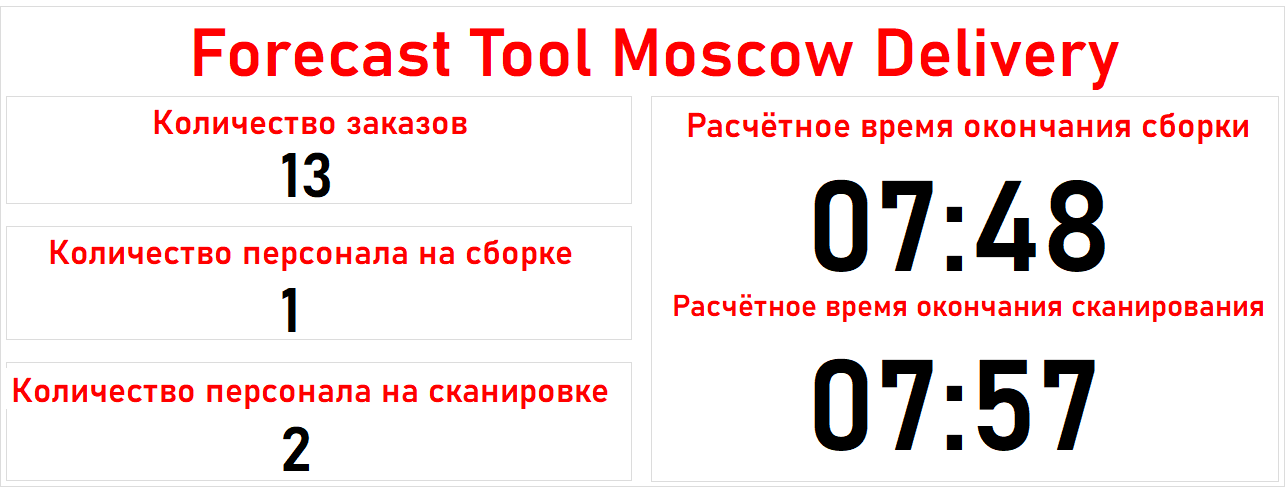 Forecast Tool Moscow Delivery
Количество заказов
13
Количество персонала на сборке
1
Количество персонала на сканировке
2
Расчётное время окончания сборки
07:48
Расчётное время окончания сканирования
07:57